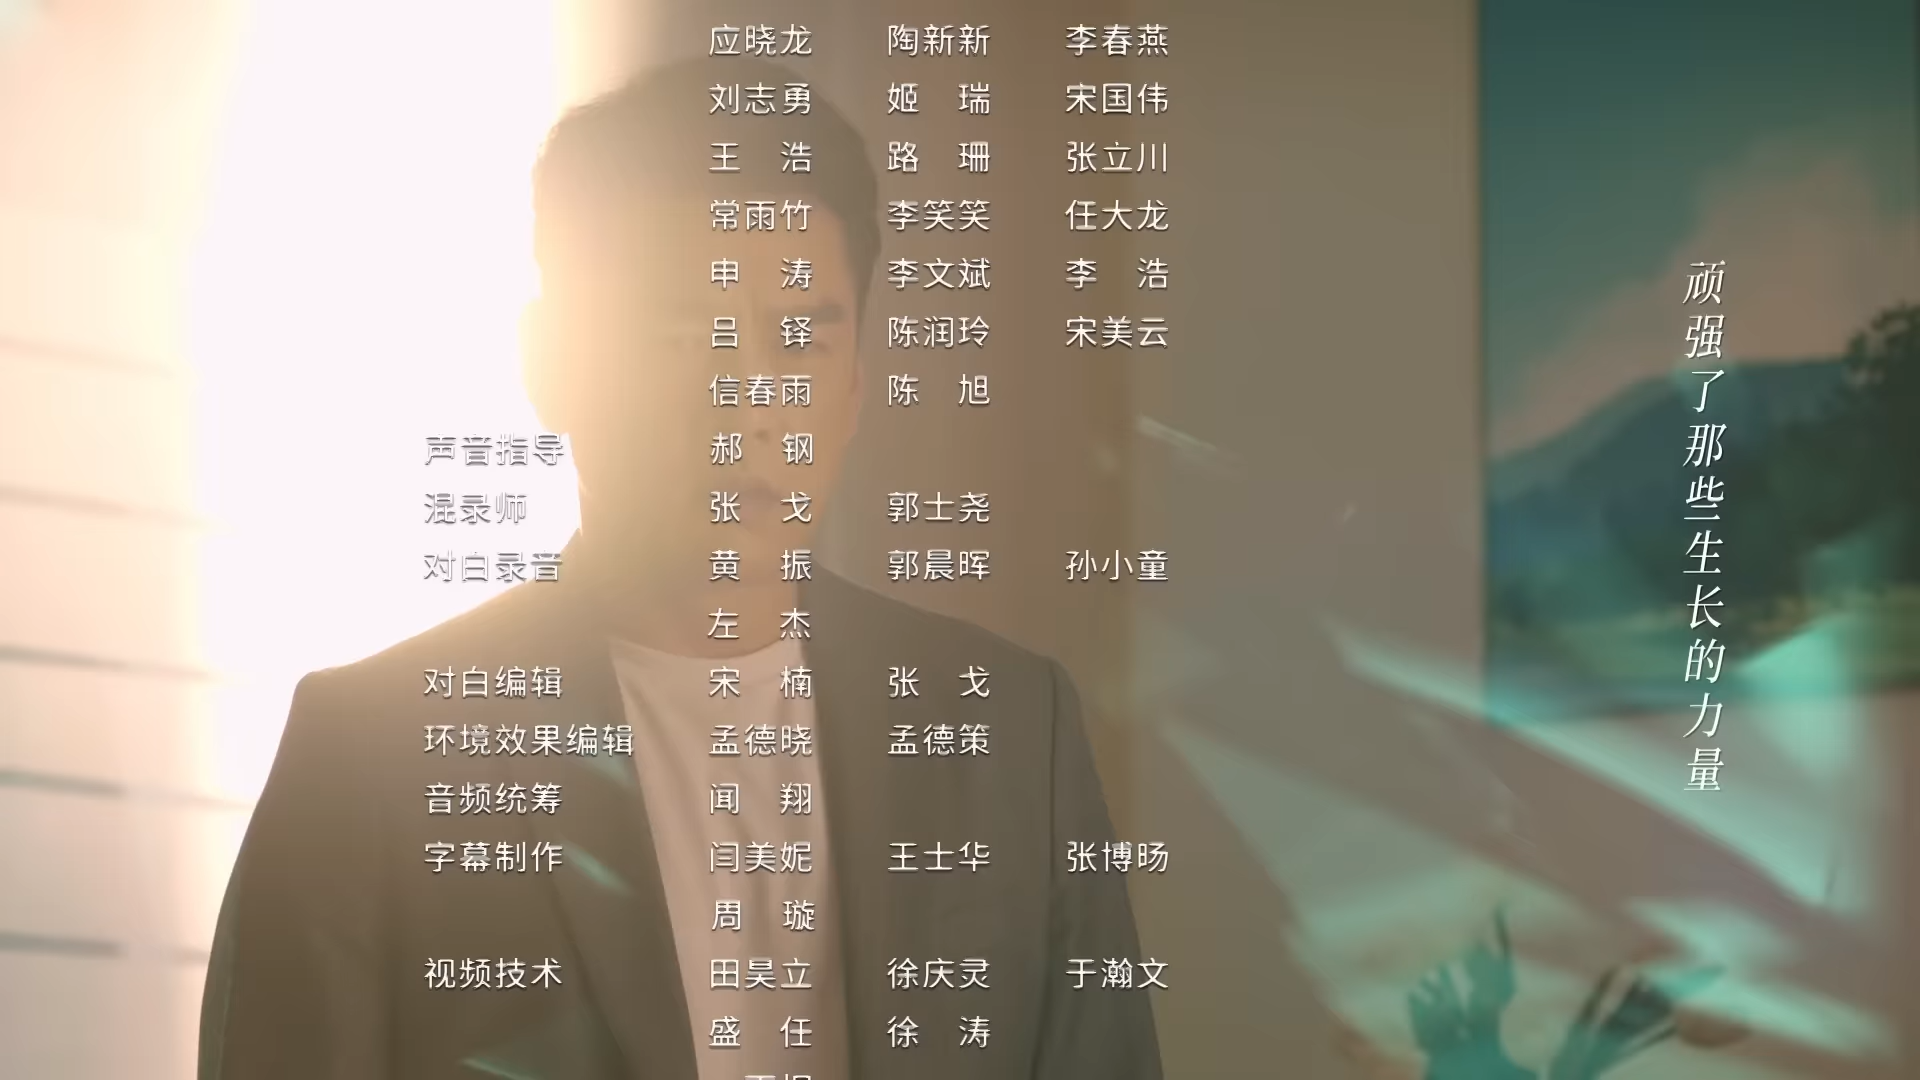 应晓龙 陶新新 李春燕
刘志勇 姬 瑞 宋国伟
王 浩 路 珊 张立川
常雨竹 李笑笑 任大龙
申 涛 李文斌 李 浩
吕 铎 陈润玲 宋美云
信春雨 陈 旭
声音指导 郝 钢
混录师 张 戈 郭士尧
对白录音 黄 振 郭晨晖 孙小童
左 杰
对白编辑 宋 楠 张 戈
环境效果编辑 孟德晓 孟德策
音频统筹 闻 翔
字幕制作 闫美妮 王士华 张博旸
周 璇
视频技术 田昊立 徐庆灵 于瀚文
盛 任 徐 涛
顽强了那些生长的力量